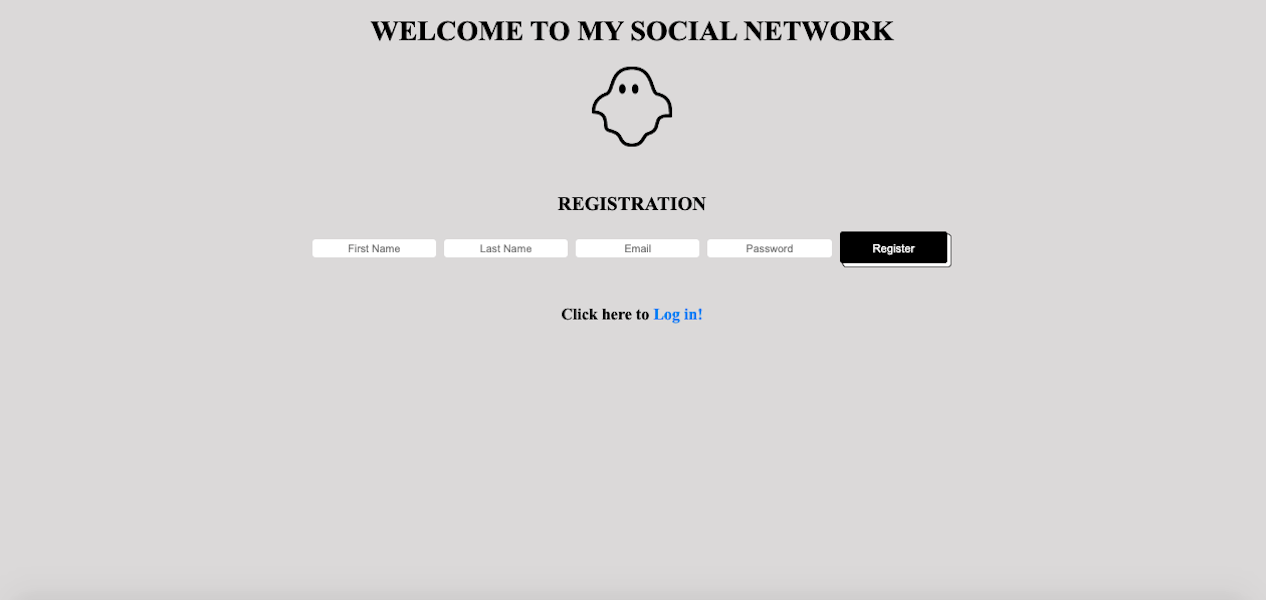 WELCOME TO MY SOCIAL NETWORK
REGISTRATION
First Name Last Name Email Password Register
Click here to Log in!